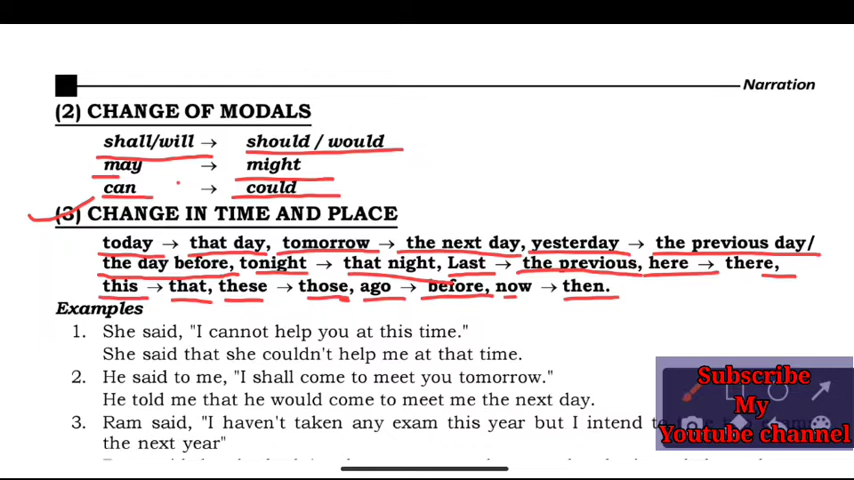 Narration
(2) CHANGE OF MODALS
shall/will → should / would
may → might
can → could
(3) CHANGE IN TIME AND PLACE
today → that day, tomorrow → the next day, yesterday → the previous day/
the day before, tonight → that night, Last → the previous, here → there,
this → that, these → those, ago → before, now → then.
Examples
1. She said, "I cannot help you at this time."
She said that she couldn't help me at that time.
2. He said to me, "I shall come to meet you tomorrow."
He told me that he would come to meet me the next day.
3. Ram said, "I haven't taken any exam this year but I intend
the next year"
Subscribe
My
Youtube channel